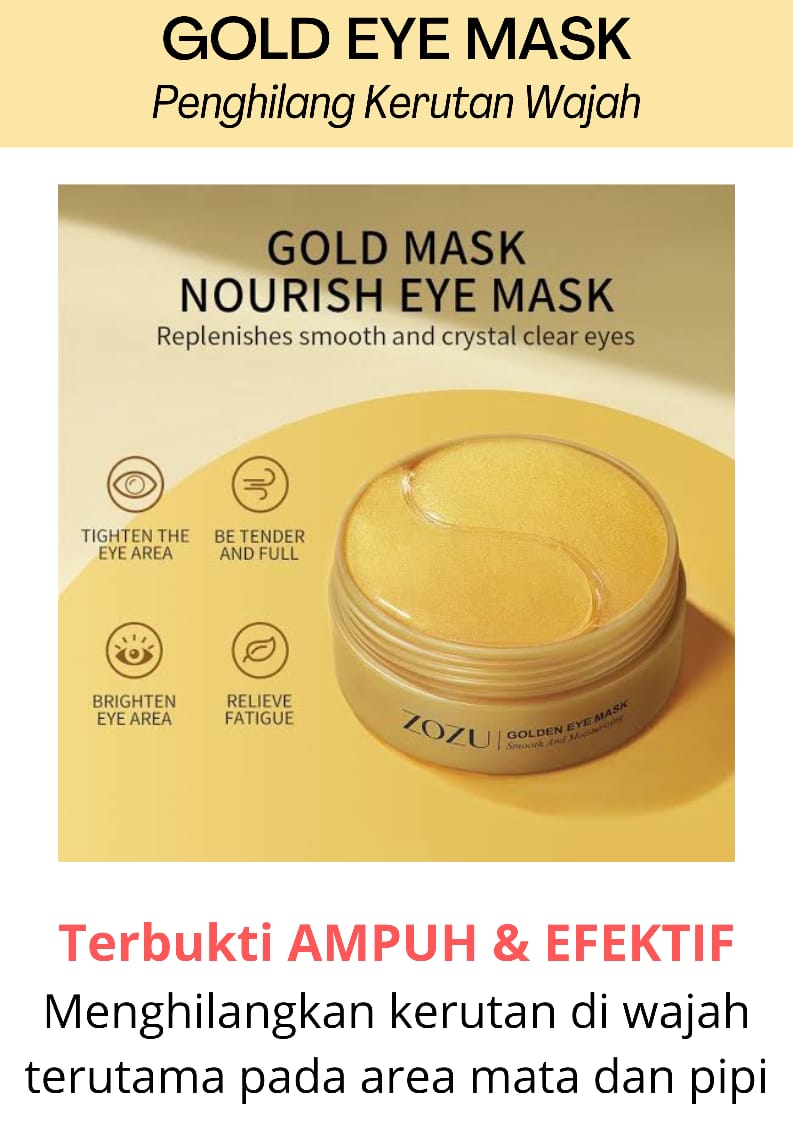 GOLD EYE MASK
Penghilang Kerutan Wajah
GOLD MASK
NOURISH EYE MASK
Replenishes smooth and crystal clear eyes
TIGHTEN THE
EYE AREA
BE TENDER
AND FULL
BRIGHTEN
EYE AREA
RELIEVE
FATIGUE
ZOZU
GOLDEN EYE MASK
Smooth And Moisturizing
Terbukti AMPUH & EFEKTIF
Menghilangkan kerutan di wajah
terutama pada area mata dan pipi